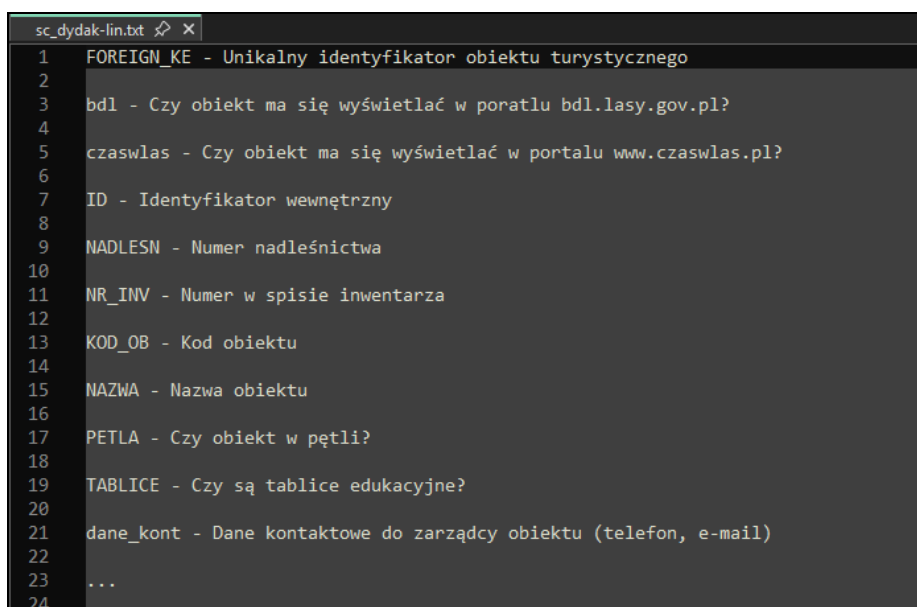 sc_dydak-lin.txt
1 FOREIGN_KE - Unikalny identyfikator obiektu turystycznego
2
3 bdl - Czy obiekt ma się wyświetlać w poratlu bdl.lasy.gov.pl?
4
5 czaswlas - Czy obiekt ma się wyświetlać w portalu www.czaswlas.pl?
6
7 ID - Identyfikator wewnętrzny
8
9 NADLESN - Numer nadleśnictwa
10
11 NR_INV - Numer w spisie inwentarza
12
13 KOD_OB - Kod obiektu
14
15 NAZWA - Nazwa obiektu
16
17 PETLA - Czy obiekt w pętli?
18
19 TABLICE - Czy są tablice edukacyjne?
20
21 dane_kont - Dane kontaktowe do zarządcy obiektu (telefon, e-mail)
22
23 ...
24